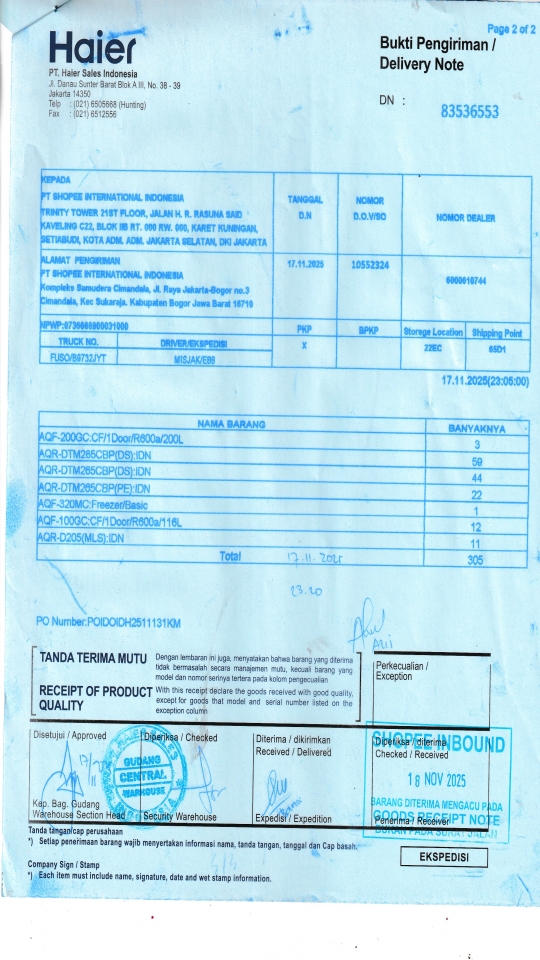 Page 2 of 2
Haier
Bukti Pengiriman /
Delivery Note
PT. Haier Sales Indonesia
Jl. Danau Sunter Barat Blok A III, No. 38 - 39
Jakarta 14350
Telp : (021) 6505668 (Hunting)
Fax : (021) 6512556
DN : 83536553
KEPADA
PT SHOPEE INTERNATIONAL INDONESIA
TRINITY TOWER 21ST FLOOR, JALAN H. R. RASUNA SAID
KAVELING C22, BLOK IIB RT. 000 RW. 000, KARET KUNINGAN,
SETIABUDI, KOTA ADM. ADM. JAKARTA SELATAN, DKI JAKARTA
TANGGAL
D.N
NOMOR
D.O.V/SO
NOMOR DEALER
ALAMAT PENGIRIMAN
PT SHOPEE INTERNATIONAL INDONESIA
Kompleks Samudera Cimandala, Jl. Raya Jakarta-Bogor no.3
Cimandala, Kec Sukaraja. Kabupaten Bogor Jawa Barat 16710
17.11.2025
10552324
6000610744
PKP BPKP Storage Location Shipping Point
TRUCK NO. DRIVER/EKSPEDISI X 22EC 65D1
FUSO/B9732JYT
17.11.2025(23:05:00)
NAMA BARANG BANYAKNYA
AQF-200GC:CF/1Door/R600a/200L 3
AQR-DTM285CBP(DS):IDN 59
AQR-DTM265CBP(DS):IDN 44
AQR-DTM265CBP(PE):IDN 22
AQF-320MC:Freezer/Basic 1
AQF-100GC:CF/1Door/R600a/116L 12
AQR-D205(MLS):IDN 11
Total 305
17.11.2025
23.20
PO Number:POIDOIDH2511131KM
TANDA TERIMA MUTU
Dengan lembaran ini juga, menyatakan bahwa barang yang diterima
tidak bermasalah secara manajemen mutu, kecuali barang yang
model dan nomor serinya tertera pada kolom pengecualian
RECEIPT OF PRODUCT
QUALITY
With this receipt declare the goods received with good quality,
except for goods that model and serial number listed on the
exception column
Perkecualian /
Exception
Disetujui / Approved
Diperiksa / Checked
Diterima / dikirimkan
Received / Delivered
Diperiksa / diterima
Checked / Received
17/11
GUDANG
CENTRAL
WAREHOUSE
SHOPEE INBOUND
18 NOV 2025
BARANG DITERIMA MENGACU PADA
GOODS RECEIPT NOTE
BUKAN PADA SURAT JALAN
Kep. Bag. Gudang
Warehouse Section Head
Security Warehouse
Expedisi / Expedition
Penerima / Receiver
Tanda tangan/cap perusahaan
*) Setiap penerimaan barang wajib menyertakan informasi nama, tanda tangan, tanggal dan Cap basah.
EKSPEDISI
Company Sign / Stamp
*) Each item must include name, signature, date and wet stamp information.